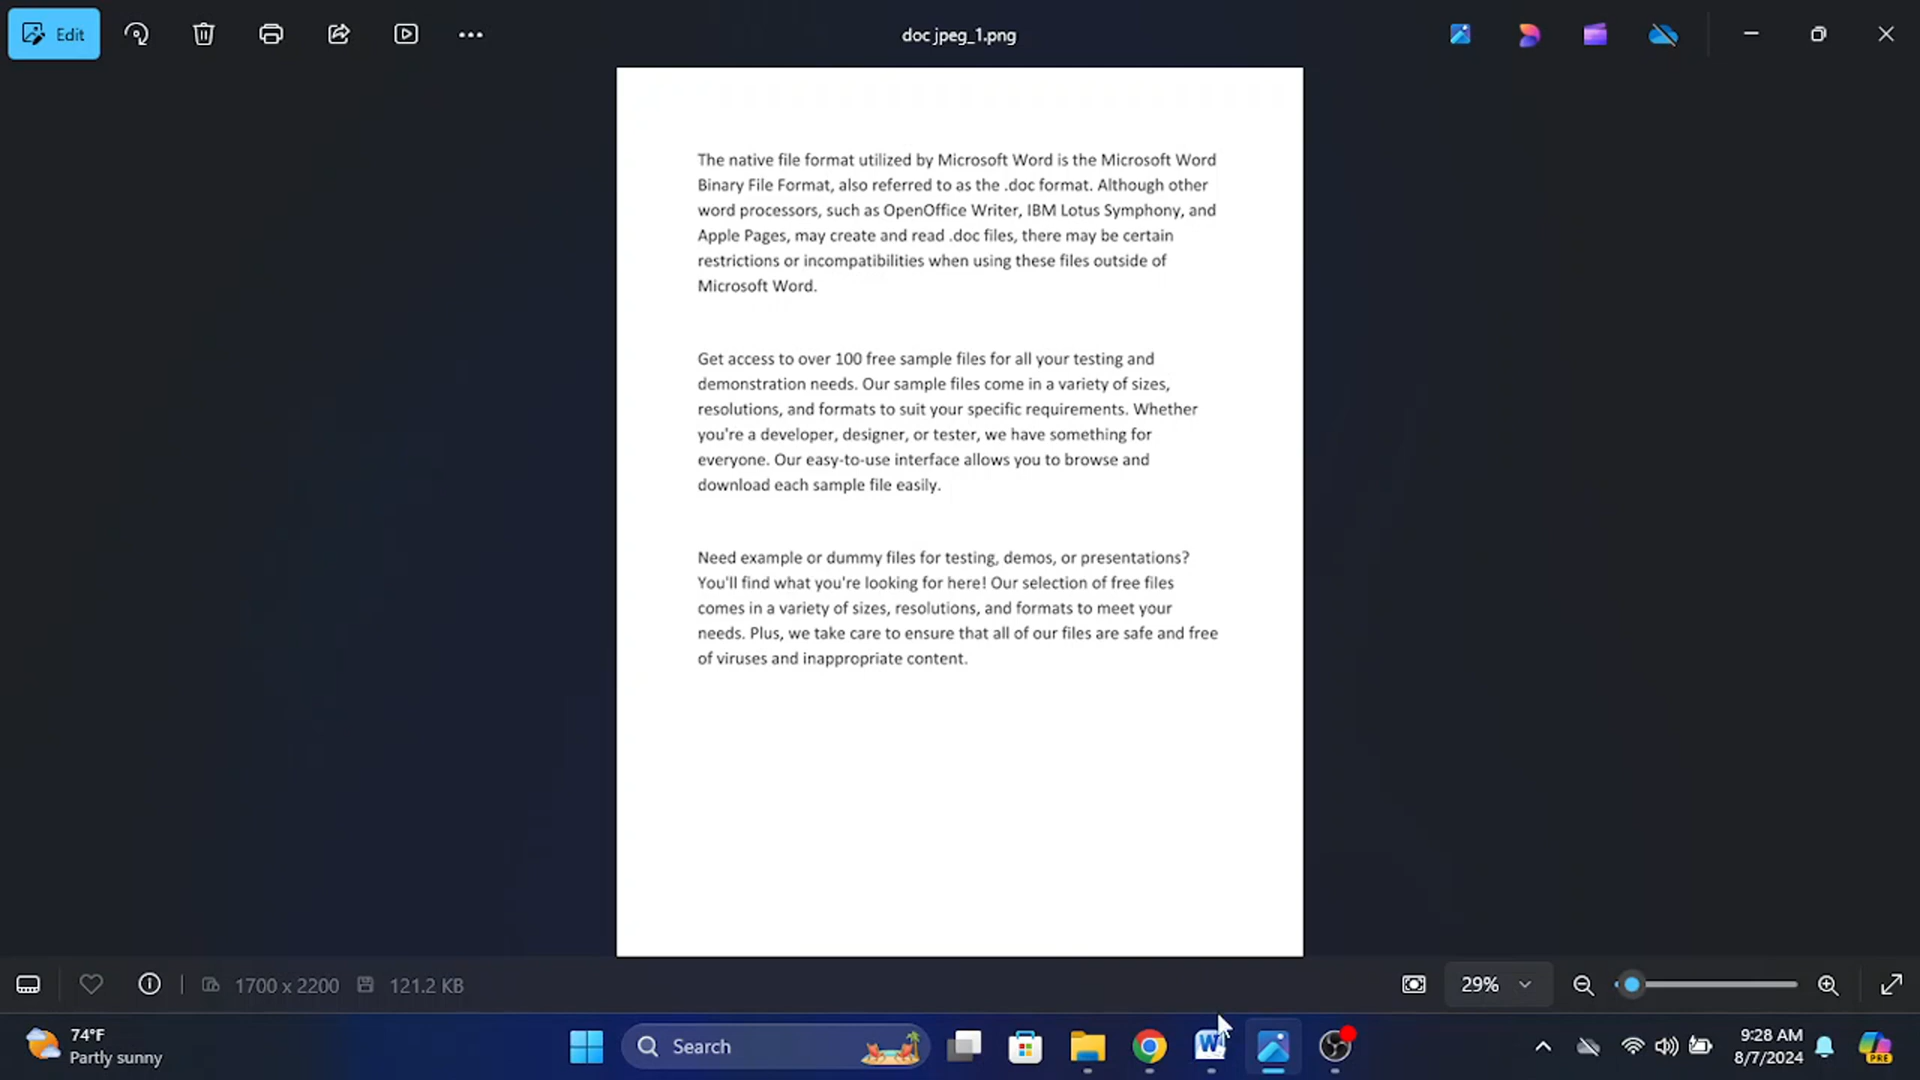 Edit
doc jpeg_1.png
The native file format utilized by Microsoft Word is the Microsoft Word
Binary File Format, also referred to as the .doc format. Although other
word processors, such as OpenOffice Writer, IBM Lotus Symphony, and
Apple Pages, may create and read .doc files, there may be certain
restrictions or incompatibilities when using these files outside of
Microsoft Word.
Get access to over 100 free sample files for all your testing and
demonstration needs. Our sample files come in a variety of sizes,
resolutions, and formats to suit your specific requirements. Whether
you're a developer, designer, or tester, we have something for
everyone. Our easy-to-use interface allows you to browse and
download each sample file easily.
Need example or dummy files for testing, demos, or presentations?
You'll find what you're looking for here! Our selection of free files
comes in a variety of sizes, resolutions, and formats to meet your
needs. Plus, we take care to ensure that all of our files are safe and free
of viruses and inappropriate content.
1700 x 2200
121.2 KB
29%
74°F
Partly sunny
Search
W
9:28 AM
8/7/2024
PRE